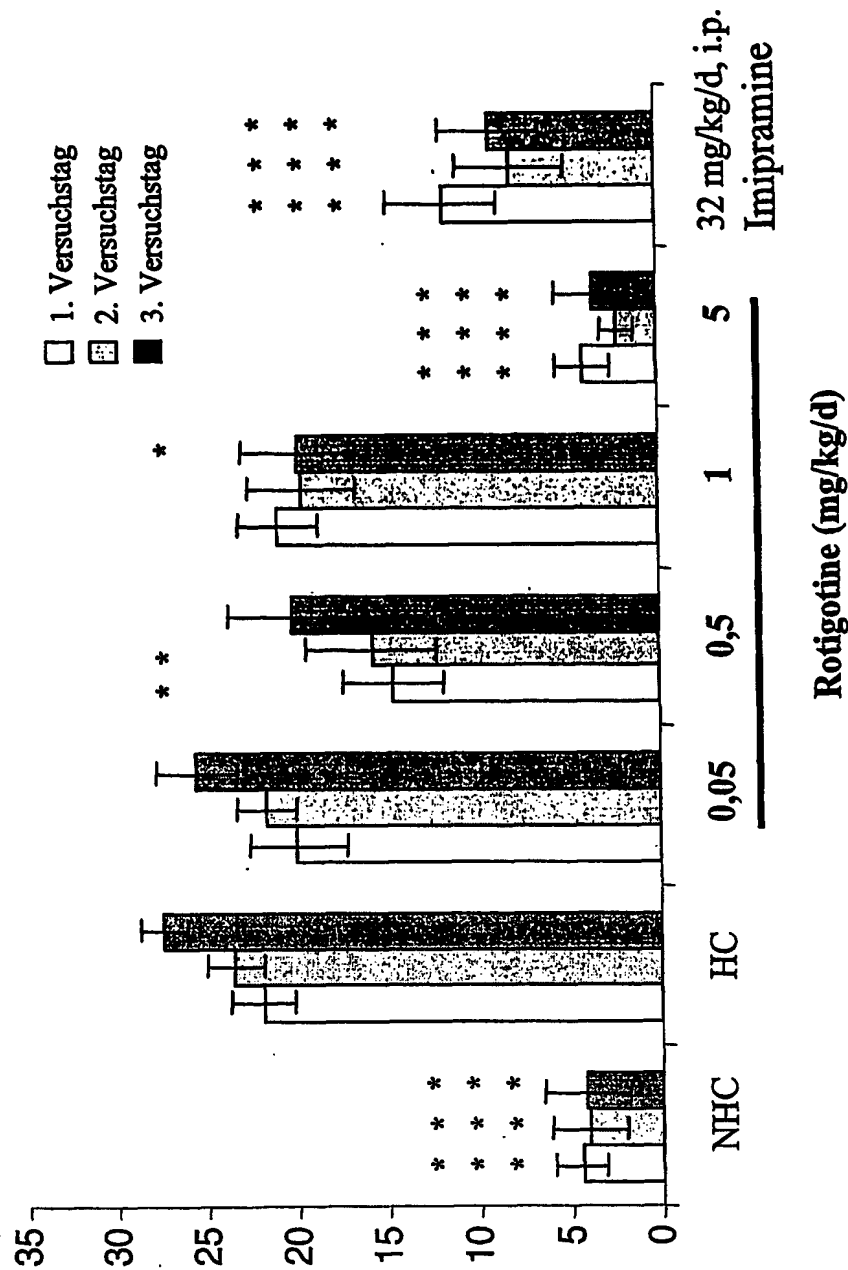 1. Versuchstag
2. Versuchstag
3. Versuchstag
35
30
25
20
15
10
5
0
* * *
* * *
* * *
* *
*
* * *
* * *
* * *
* * *
* * *
* * *
NHC
HC
0,05
0,5
1
5
32 mg/kg/d, i.p.
Imipramine
Rotigotine (mg/kg/d)